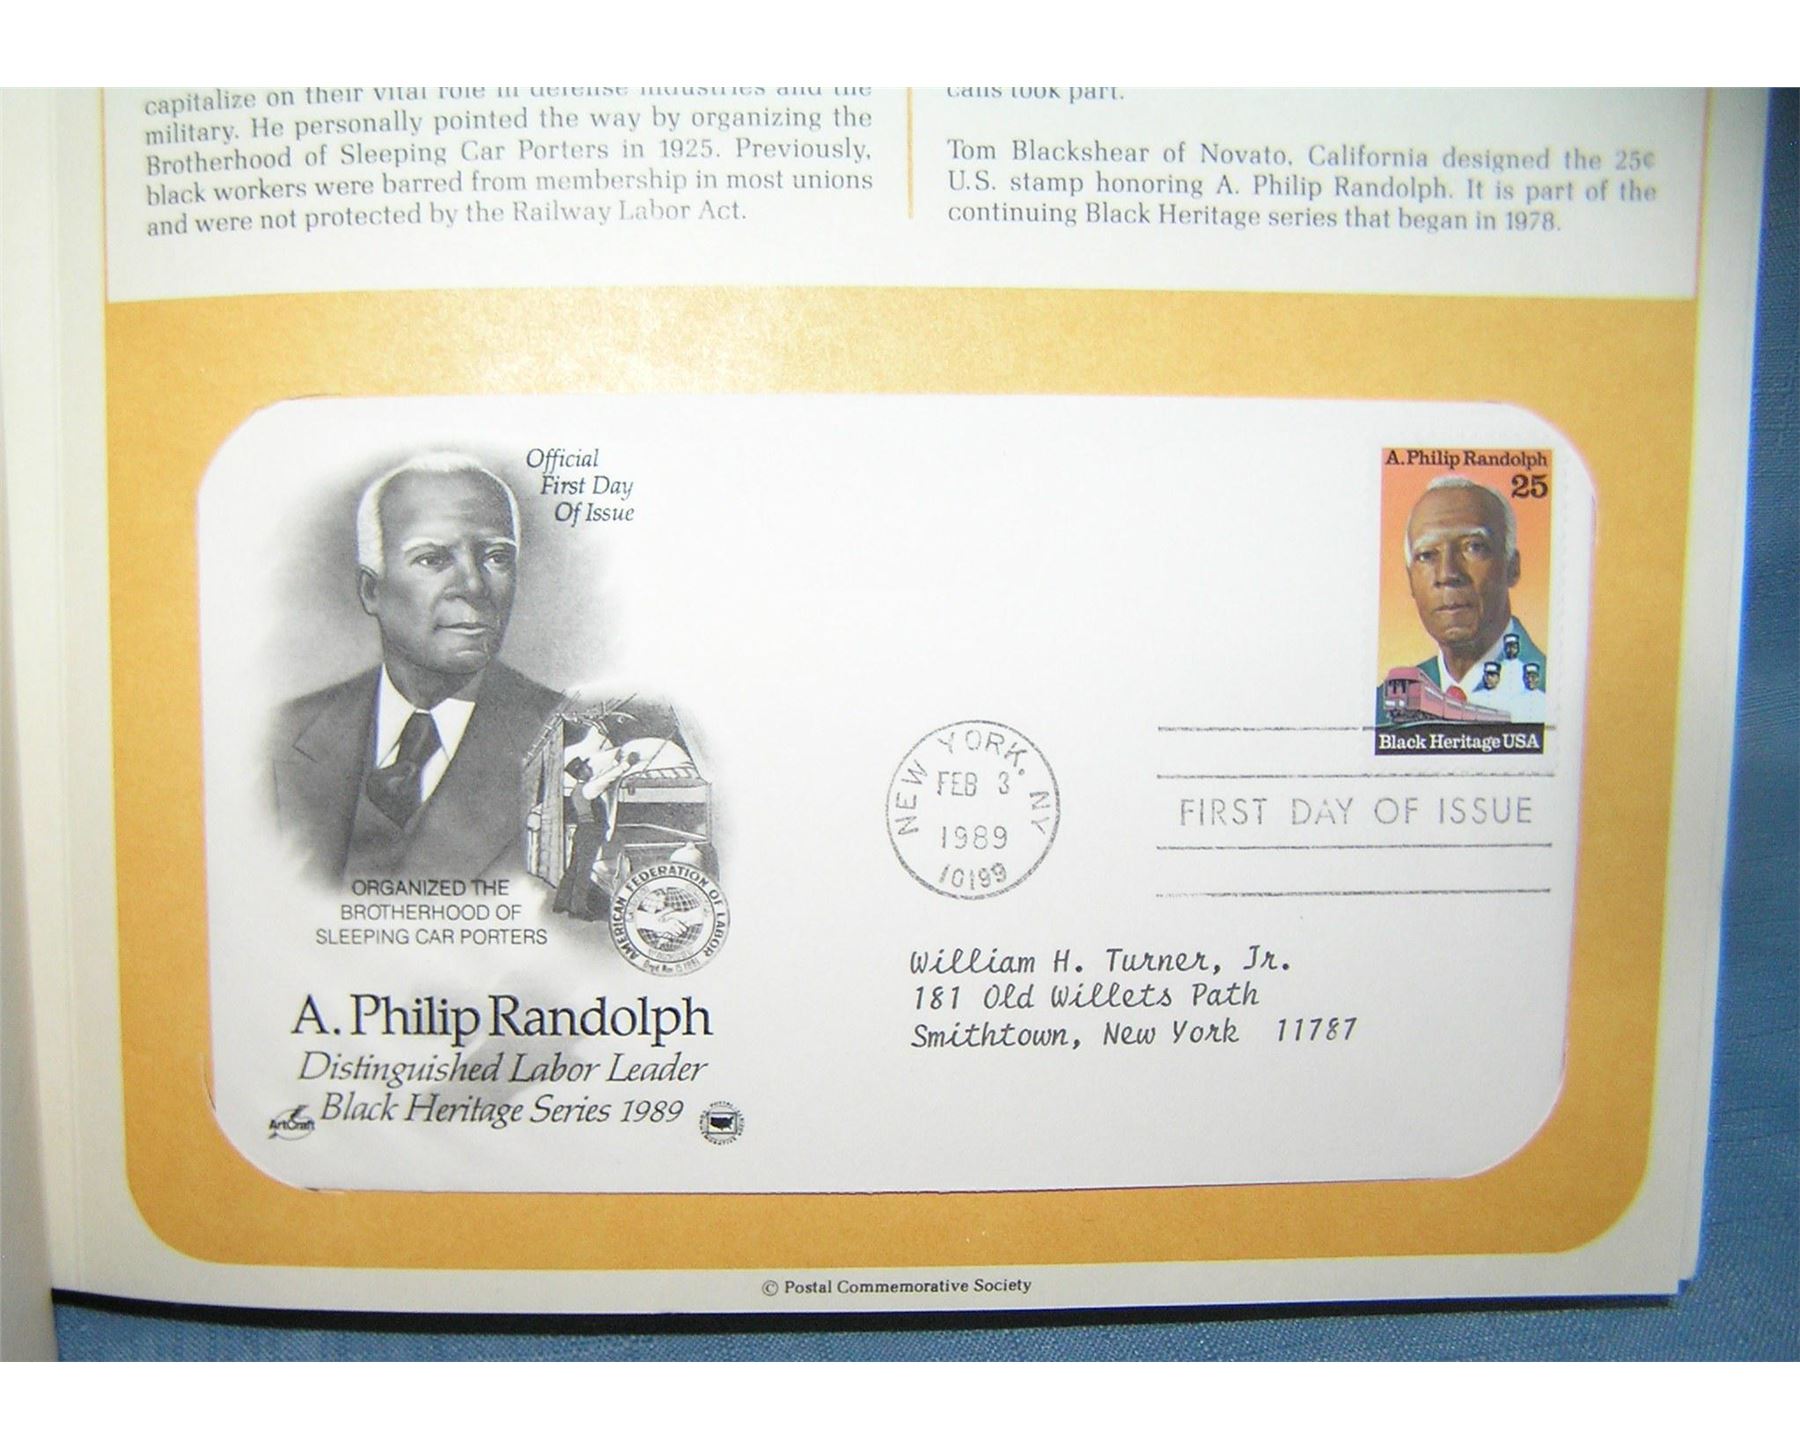 capitalize on their vital role in defense industries and the
military. He personally pointed the way by organizing the
Brotherhood of Sleeping Car Porters in 1925. Previously,
black workers were barred from membership in most unions
and were not protected by the Railway Labor Act.
cans took part.
Tom Blackshear of Novato, California designed the 25¢
U.S. stamp honoring A. Philip Randolph. It is part of the
continuing Black Heritage series that began in 1978.
Official
First Day
Of Issue
ORGANIZED THE
BROTHERHOOD OF
SLEEPING CAR PORTERS
AMERICAN FEDERATION OF LABOR
A. Philip Randolph
Distinguished Labor Leader
Black Heritage Series 1989
ArtCraft
A. Philip Randolph
25
Black Heritage USA
NEW YORK, NY
FEB 3
1989
10199
FIRST DAY OF ISSUE
William H. Turner, Jr.
181 Old Willets Path
Smithtown, New York 11787
© Postal Commemorative Society